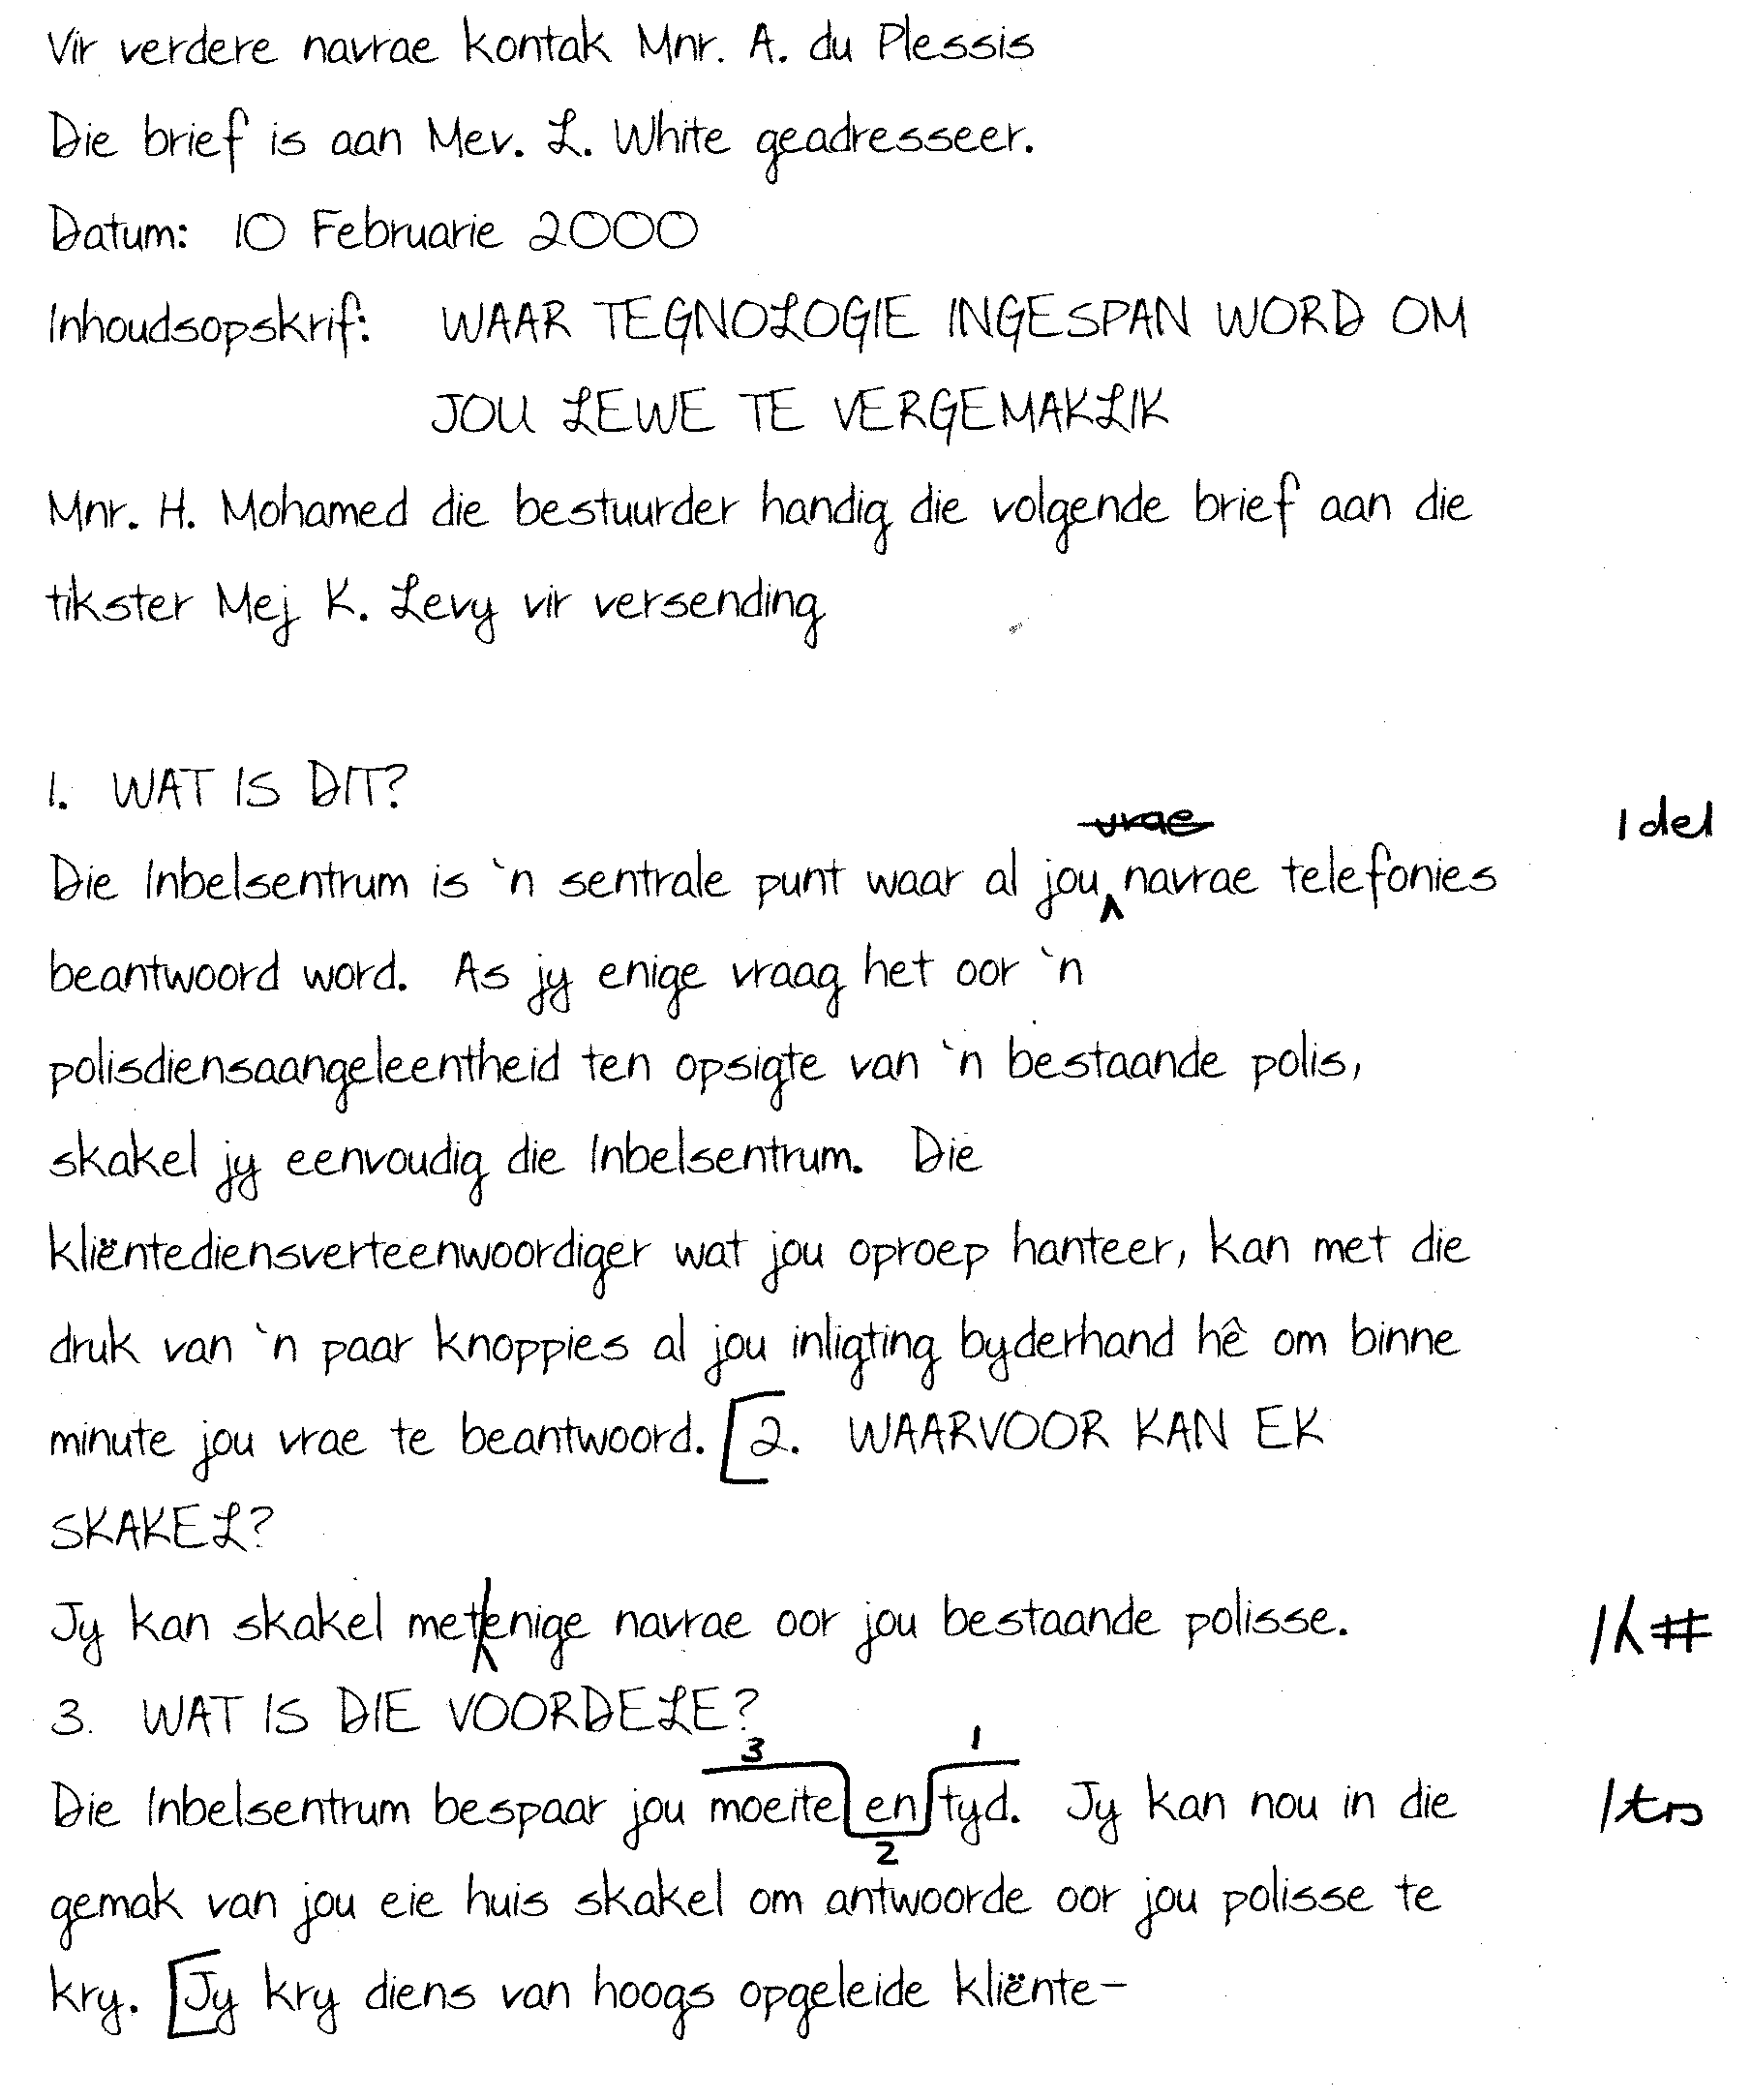 Vir verdere navrae kontak Mnr. A. du Plessis
Die brief is aan Mev. L. White geadresseer.
Datum: 10 Februarie 2000
Inhoudsopskrif: WAAR TEGNOLOGIE INGESPAN WORD OM
JOU LEWE TE VERGEMAKLIK
Mnr. H. Mohamed die bestuurder handig die volgende brief aan die
tikster Mej K. Levy vir versending
1. WAT IS DIT?
vrae / del
Die Inbelsentrum is `n sentrale punt waar al jou navrae telefonies
beantwoord word. As jy enige vraag het oor `n
polisdiensaangeleentheid ten opsigte van `n bestaande polis,
skakel jy eenvoudig die Inbelsentrum. Die
kliëntediensverteenwoordiger wat jou oproep hanteer, kan met die
druk van `n paar knoppies al jou inligting byderhand hê om binne
minute jou vrae te beantwoord. [2. WAARVOOR KAN EK
SKAKEL?
Jy kan skakel met/enige navrae oor jou bestaande polisse. /#
3. WAT IS DIE VOORDELE?
3 1
Die Inbelsentrum bespaar jou moeite en tyd. Jy kan nou in die / trs
2
gemak van jou eie huis skakel om antwoorde oor jou polisse te
kry. [Jy kry diens van hoogs opgeleide kliënte-